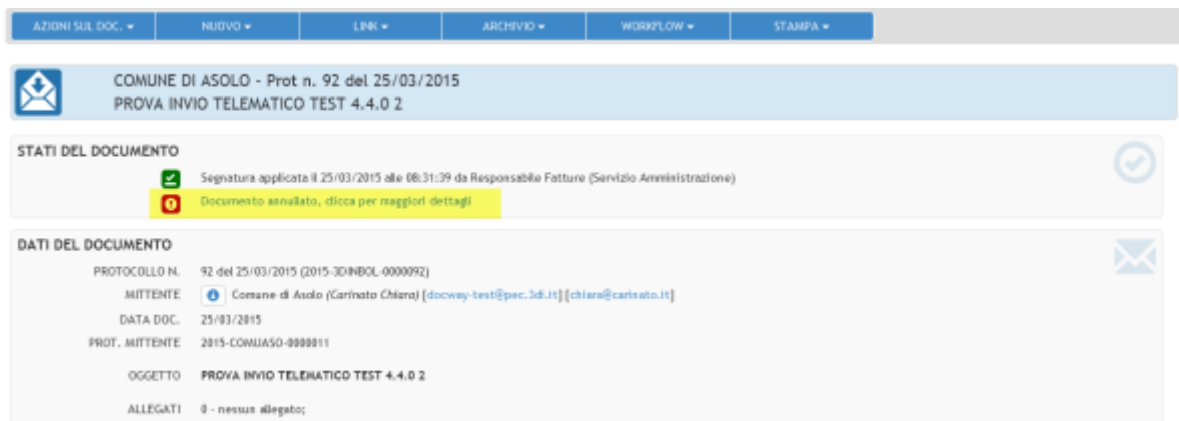 AZIONI SUL DOC.
NUOVO
LINK
ARCHIVIO
WORKFLOW
STAMPA
COMUNE DI ASOLO - Prot n. 92 del 25/03/2015
PROVA INVIO TELEMATICO TEST 4.4.0 2
STATI DEL DOCUMENTO
Segnatura applicata il 25/03/2015 alle 08:31:39 da Responsabile Fatture (Servizio Amministrazione)
Documento annullato, clicca per maggiori dettagli
DATI DEL DOCUMENTO
PROTOCOLLO N. 92 del 25/03/2015 (2015-3DINBOL-0000092)
MITTENTE Comune di Asolo (Carinato Chiara) [docway-test@pec.3di.it] [chiara@carinato.it]
DATA DOC. 25/03/2015
PROT. MITTENTE 2015-COMUASO-0000011
OGGETTO PROVA INVIO TELEMATICO TEST 4.4.0 2
ALLEGATI 0 - nessun allegato;